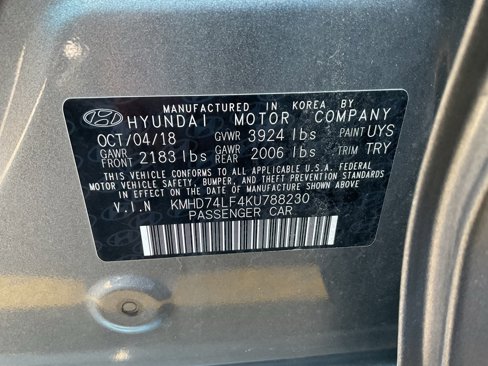 MANUFACTURED IN KOREA BY
HYUNDAI MOTOR COMPANY
OCT/04/18 GVWR 3924 lbs PAINT UYS
GAWR FRONT 2183 lbs GAWR REAR 2006 lbs TRIM TRY
THIS VEHICLE CONFORMS TO ALL APPLICABLE U.S.A. FEDERAL
MOTOR VEHICLE SAFETY, BUMPER, AND THEFT PREVENTION STANDARDS
IN EFFECT ON THE DATE OF MANUFACTURE SHOWN ABOVE.
V.I.N KMHD74LF4KU788230
PASSENGER CAR